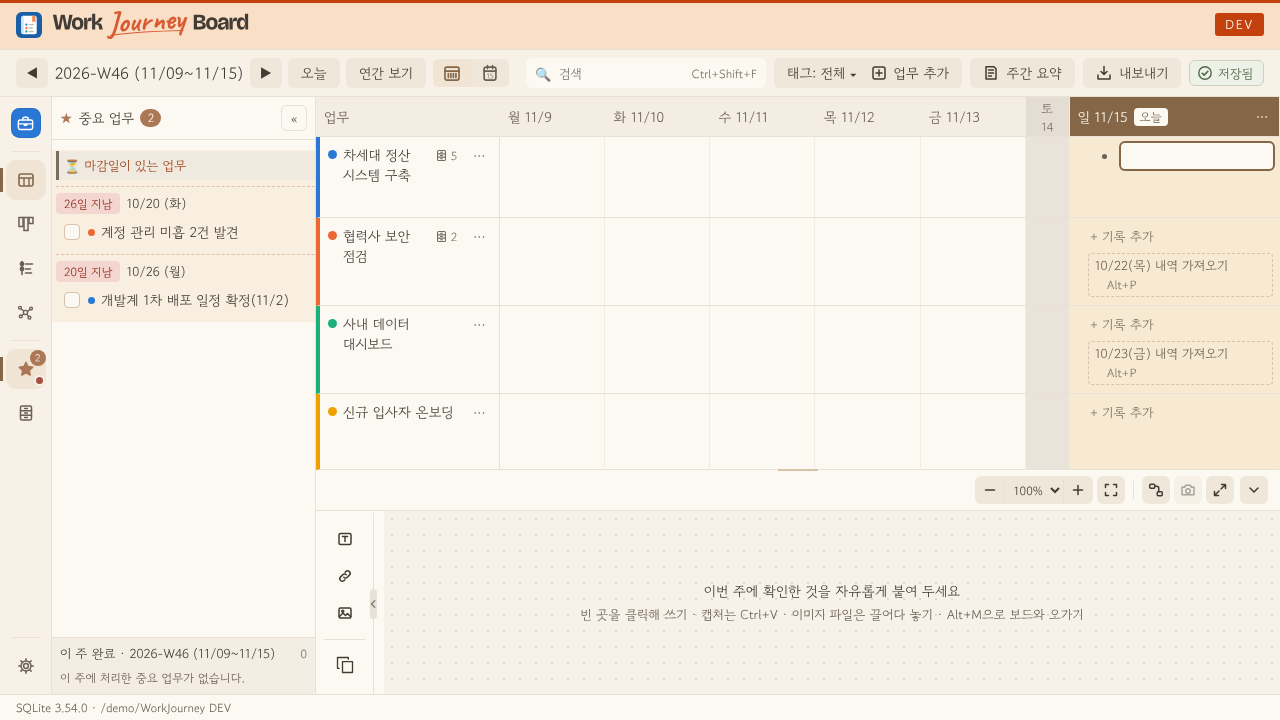 Work Journey Board
DEV
2026-W46 (11/09~11/15)
오늘
연간 보기
검색
Ctrl+Shift+F
태그: 전체
업무 추가
주간 요약
내보내기
저장됨
★ 중요 업무 2
«
⏳ 마감일이 있는 업무
26일 지남 10/20 (화)
계정 관리 미흡 2건 발견
20일 지남 10/26 (월)
개발계 1차 배포 일정 확정(11/2)
2
이 주 완료 · 2026-W46 (11/09~11/15) 0
이 주에 처리한 중요 업무가 없습니다.
업무
월 11/9
화 11/10
수 11/11
목 11/12
금 11/13
토
14
일 11/15 오늘 ···
차세대 정산
시스템 구축
5 ···
협력사 보안
점검
2 ···
+ 기록 추가
10/22(목) 내역 가져오기
Alt+P
사내 데이터
대시보드
···
+ 기록 추가
10/23(금) 내역 가져오기
Alt+P
신규 입사자 온보딩 ···
+ 기록 추가
100%
이번 주에 확인한 것을 자유롭게 붙여 두세요
빈 곳을 클릭해 쓰기 · 캡처는 Ctrl+V · 이미지 파일은 끌어다 놓기 · Alt+M으로 보드와 오가기
SQLite 3.54.0 · /demo/WorkJourney DEV